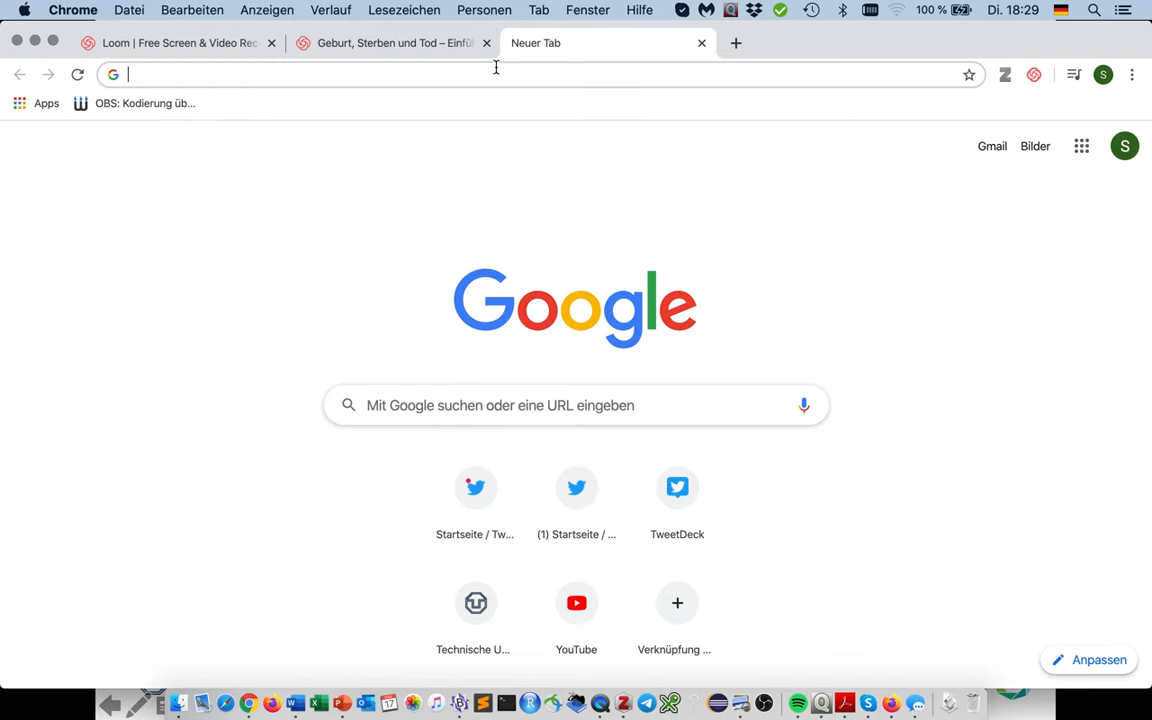 Chrome Datei Bearbeiten Anzeigen Verlauf Lesezeichen Personen Tab Fenster Hilfe 100 % Di. 18:29
Loom | Free Screen & Video Rec
Geburt, Sterben und Tod – Einfü
Neuer Tab
Apps
OBS: Kodierung üb...
S
Gmail Bilder
S
Google
Mit Google suchen oder eine URL eingeben
Startseite / Tw...
(1) Startseite / ...
TweetDeck
Technische U...
YouTube
Verknüpfung ...
Anpassen